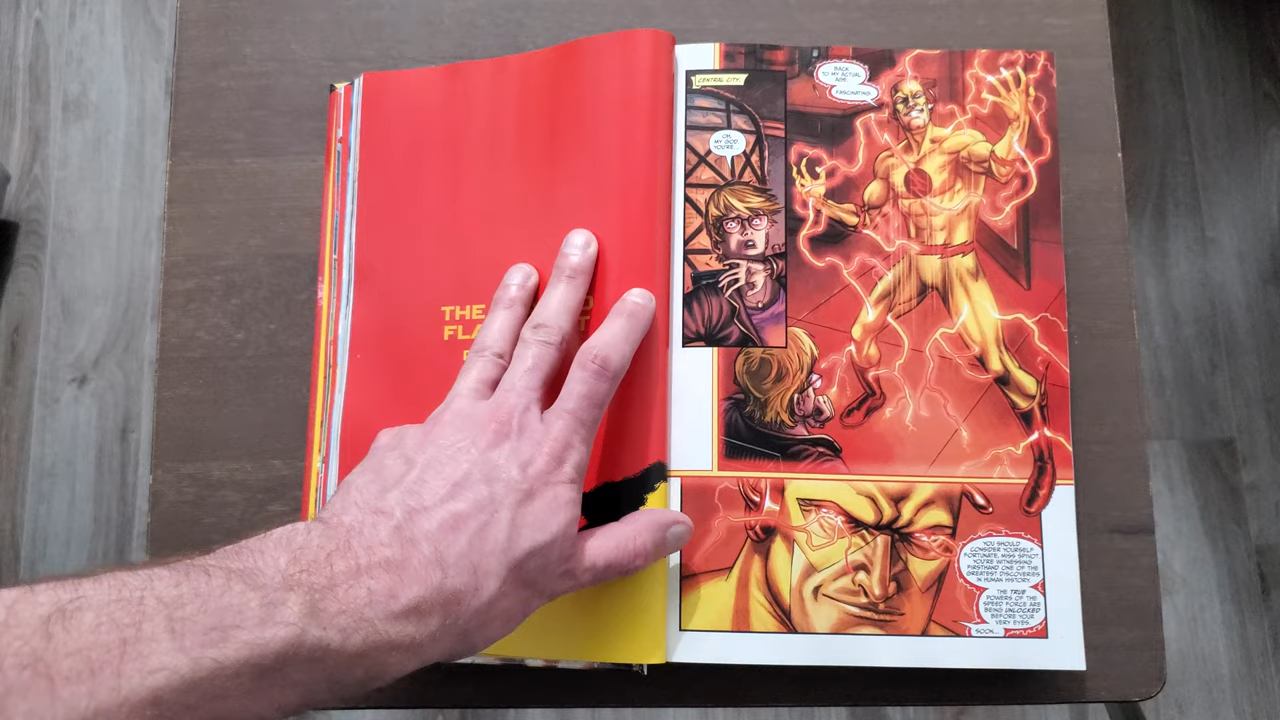 THE
FLA
CENTRAL CITY.
OH,
MY GOD,
YOU'RE...
BACK
TO MY ACTUAL
AGE.
FASCINATING.
YOU SHOULD
CONSIDER YOURSELF
FORTUNATE, MISS SPIVOT.
YOU'RE WITNESSING
FIRSTHAND ONE OF THE
GREATEST DISCOVERIES
IN HUMAN HISTORY.
THE TRUE
POWERS OF THE
SPEED FORCE ARE
BEING UNLOCKED
BEFORE YOUR
VERY EYES.
SOON...